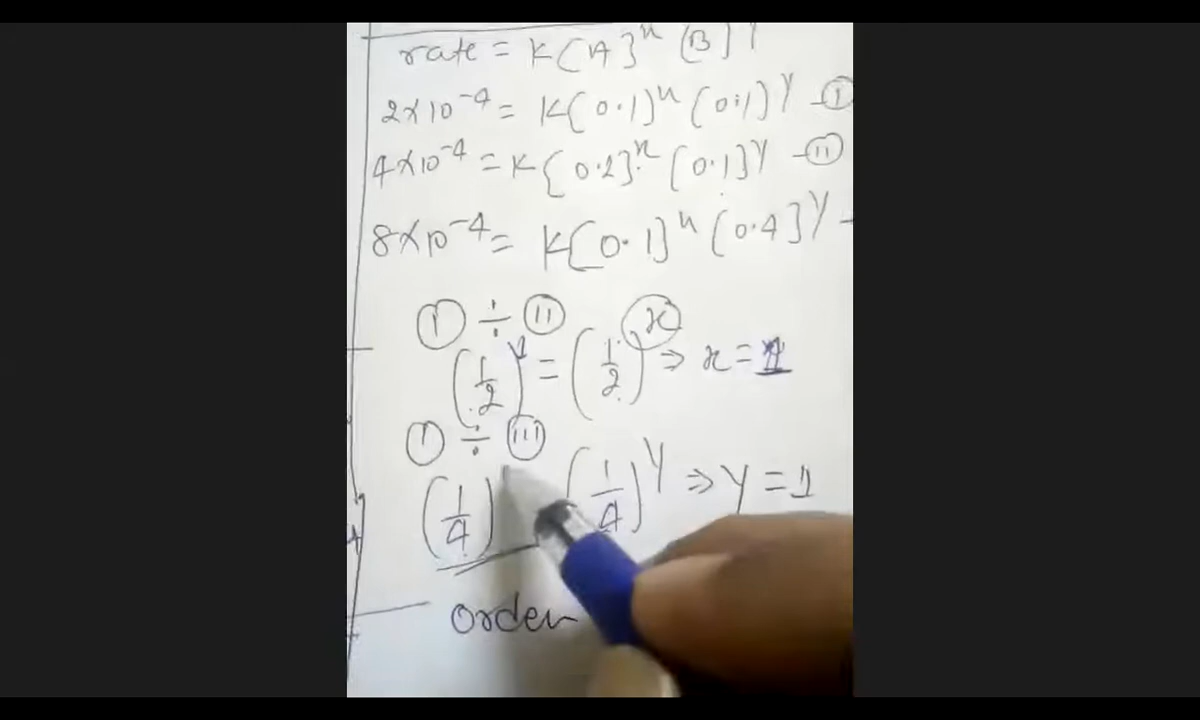 rate = K[A]^x [B]^y
2×10^-4 = K[0.1]^x [0.1]^y - (I)
4×10^-4 = K[0.2]^x [0.1]^y - (II)
8×10^-4 = K[0.1]^x [0.4]^y -
(I) ÷ (II)
(1/2)^1 = (1/2)^x ⇒ x = 1
(I) ÷ (III)
(1/4) (1/4)^y ⇒ y = 1
order